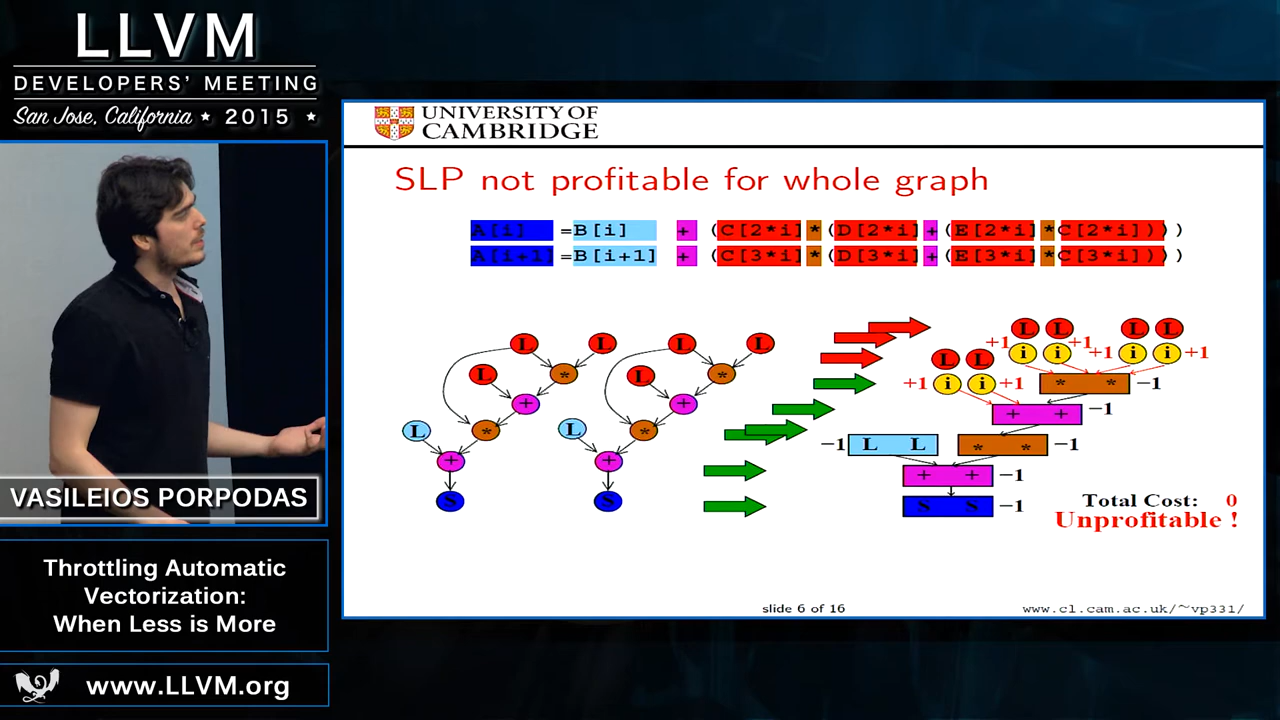 LLVM
DEVELOPERS' MEETING
San Jose, California ★ 2015 ★
UNIVERSITY OF
CAMBRIDGE
SLP not profitable for whole graph
A[i] =B[i] + (C[2*i] *(D[2*i] +(E[2*i] *C[2*i])))
A[i+1] =B[i+1] + (C[3*i] *(D[3*i] +(E[3*i] *C[3*i])))
L L L L
L * L *
+ +
L * L *
+ +
S S
L L L L
+1 i i +1 +1 i i +1
L L
+1 i i +1
* * −1
+ + −1
−1 L L
* * −1
+ + −1
S S −1
Total Cost: 0
Unprofitable !
slide 6 of 16
www.cl.cam.ac.uk/~vp331/
VASILEIOS PORPODAS
Throttling Automatic
Vectorization:
When Less is More
www.LLVM.org